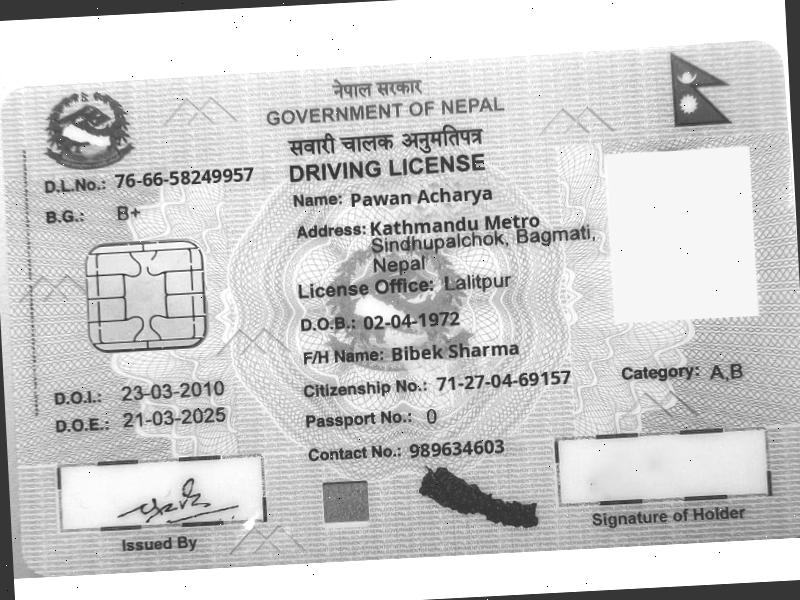 नेपाल सरकार
GOVERNMENT OF NEPAL
सवारी चालक अनुमतिपत्र
DRIVING LICENSE
D.L.No.: 76-66-58249957
B.G.: B+
Name: Pawan Acharya
Address: Kathmandu Metro
Sindhupalchok, Bagmati,
Nepal
License Office: Lalitpur
D.O.B.: 02-04-1972
F/H Name: Bibek Sharma
Citizenship No.: 71-27-04-69157
Category: A,B
D.O.I.: 23-03-2010
Passport No.: 0
D.O.E.: 21-03-2025
Contact No.: 989634603
Issued By
Signature of Holder